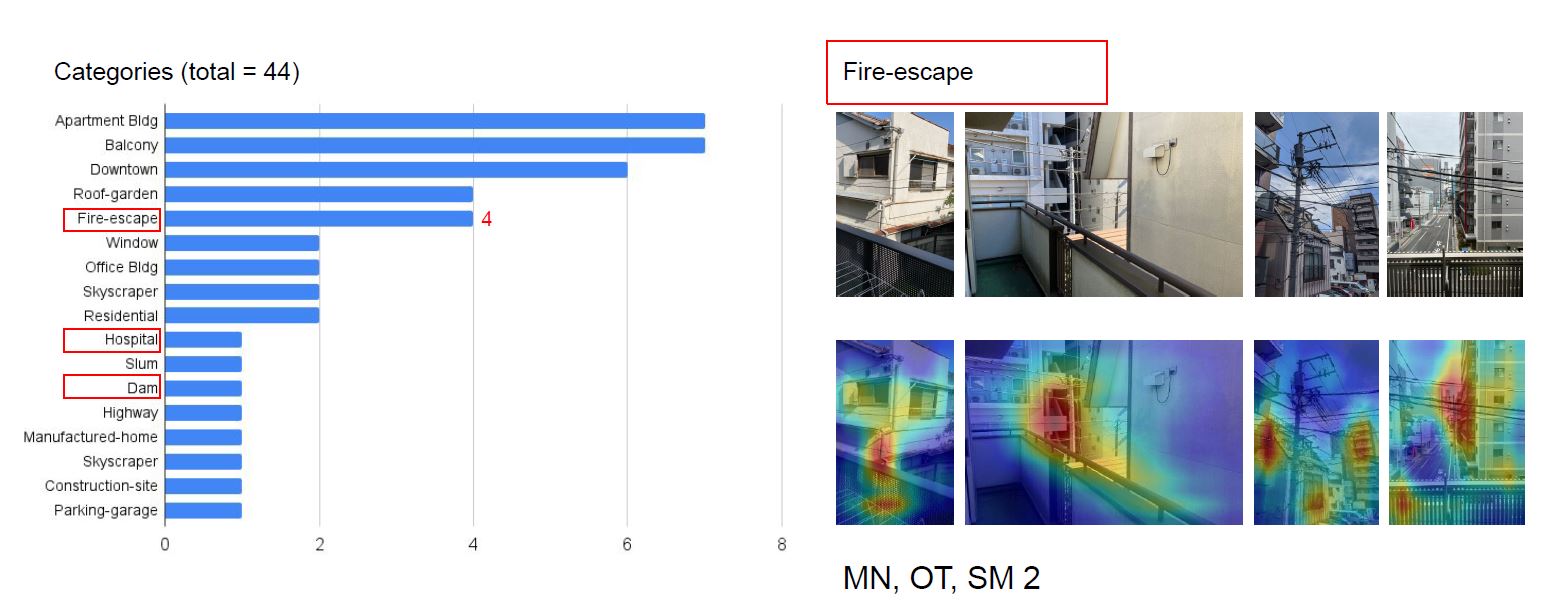 Categories (total = 44)
Apartment Bldg
Balcony
Downtown
Roof-garden
Fire-escape
4
Window
Office Bldg
Skyscraper
Residential
Hospital
Slum
Dam
Highway
Manufactured-home
Skyscraper
Construction-site
Parking-garage
0 2 4 6 8
Fire-escape
MN, OT, SM 2